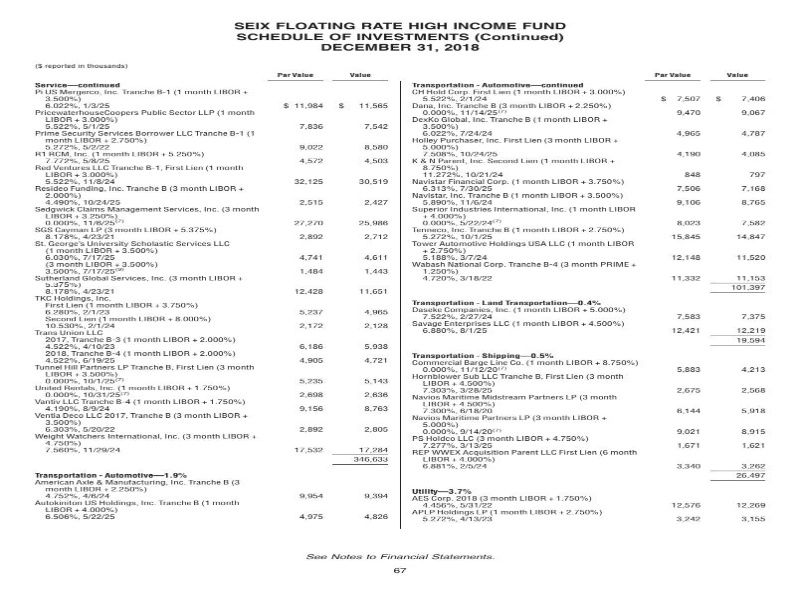 SEIX FLOATING RATE HIGH INCOME FUND
SCHEDULE OF INVESTMENTS (Continued)
DECEMBER 31, 2018
($ reported in thousands)
Par Value Value
Service—continued
Pi US Mergerco, Inc. Tranche B-1 (1 month LIBOR +
3.500%)
6.022%, 1/3/25 $ 11,984 $ 11,565
PricewaterhouseCoopers Public Sector LLP (1 month
LIBOR + 3.000%)
5.522%, 5/1/25 7,836 7,542
Prime Security Services Borrower LLC Tranche B-1 (1
month LIBOR + 2.750%)
5.272%, 5/2/22 9,022 8,580
R1 RCM, Inc. (1 month LIBOR + 5.250%)
7.772%, 5/8/25 4,572 4,503
Red Ventures LLC Tranche B-1, First Lien (1 month
LIBOR + 3.000%)
5.522%, 11/8/24 32,125 30,519
Resideo Funding, Inc. Tranche B (3 month LIBOR +
2.000%)
4.490%, 10/24/25 2,515 2,427
Sedgwick Claims Management Services, Inc. (3 month
LIBOR + 3.250%)
0.000%, 11/6/25(7) 27,270 25,986
SGS Cayman LP (3 month LIBOR + 5.375%)
8.178%, 4/23/21 2,892 2,712
St. George's University Scholastic Services LLC
(1 month LIBOR + 3.500%)
6.030%, 7/17/25 4,741 4,611
(3 month LIBOR + 3.500%)
3.500%, 7/17/25 1,484 1,443
Sutherland Global Services, Inc. (3 month LIBOR +
5.375%)
8.178%, 4/23/21 12,428 11,651
TKC Holdings, Inc.
First Lien (1 month LIBOR + 3.750%)
6.280%, 2/1/23 5,237 4,965
Second Lien (1 month LIBOR + 8.000%)
10.530%, 2/1/24 2,172 2,128
Trans Union LLC
2017, Tranche B-3 (1 month LIBOR + 2.000%)
4.522%, 4/10/23 6,186 5,938
2018, Tranche B-4 (1 month LIBOR + 2.000%)
4.522%, 6/19/25 4,905 4,721
Tunnel Hill Partners LP Tranche B, First Lien (3 month
LIBOR + 3.500%)
0.000%, 10/1/25(7) 5,235 5,143
United Rentals, Inc. (1 month LIBOR + 1.750%)
0.000%, 10/31/25(7) 2,698 2,636
Vantiv LLC Tranche B-4 (1 month LIBOR + 1.750%)
4.190%, 8/9/24 9,156 8,763
Ventia Deco LLC 2017, Tranche B (3 month LIBOR +
3.500%)
6.303%, 5/20/22 2,892 2,805
Weight Watchers International, Inc. (3 month LIBOR +
4.750%)
7.560%, 11/29/24 17,532 17,284
346,633
Transportation - Automotive—1.9%
American Axle & Manufacturing, Inc. Tranche B (3
month LIBOR + 2.250%)
4.752%, 4/6/24 9,954 9,394
Autokiniton US Holdings, Inc. Tranche B (1 month
LIBOR + 4.000%)
6.506%, 5/22/25 4,975 4,826
Par Value Value
Transportation - Automotive—continued
CH Hold Corp. First Lien (1 month LIBOR + 3.000%)
5.522%, 2/1/24 $ 7,507 $ 7,406
Dana, Inc. Tranche B (3 month LIBOR + 2.250%)
0.000%, 11/14/25(7) 9,470 9,067
DexKo Global, Inc. Tranche B (1 month LIBOR +
3.500%)
6.022%, 7/24/24 4,965 4,787
Holley Purchaser, Inc. First Lien (3 month LIBOR +
5.000%)
7.508%, 10/24/25 4,190 4,085
K & N Parent, Inc. Second Lien (1 month LIBOR +
8.750%)
11.272%, 10/21/24 848 797
Navistar Financial Corp. (1 month LIBOR + 3.750%)
6.313%, 7/30/25 7,506 7,168
Navistar, Inc. Tranche B (1 month LIBOR + 3.500%)
5.890%, 11/6/24 9,106 8,765
Superior Industries International, Inc. (1 month LIBOR
+ 4.000%)
0.000%, 5/22/24(7) 8,023 7,582
Tenneco, Inc. Tranche B (1 month LIBOR + 2.750%)
5.272%, 10/1/25 15,845 14,847
Tower Automotive Holdings USA LLC (1 month LIBOR
+ 2.750%)
5.188%, 3/7/24 12,148 11,520
Wabash National Corp. Tranche B-4 (3 month PRIME +
1.250%)
4.720%, 3/18/22 11,332 11,153
101,397
Transportation - Land Transportation—0.4%
Daseke Companies, Inc. (1 month LIBOR + 5.000%)
7.522%, 2/27/24 7,583 7,375
Savage Enterprises LLC (1 month LIBOR + 4.500%)
6.880%, 8/1/25 12,421 12,219
19,594
Transportation - Shipping—0.5%
Commercial Barge Line Co. (1 month LIBOR + 8.750%)
0.000%, 11/12/20(7) 5,883 4,213
Hornblower Sub LLC Tranche B, First Lien (3 month
LIBOR + 4.500%)
7.303%, 3/28/25 2,675 2,568
Navios Maritime Midstream Partners LP (3 month
LIBOR + 4.500%)
7.300%, 6/18/20 6,144 5,918
Navios Maritime Partners LP (3 month LIBOR +
5.000%)
0.000%, 9/14/20(7) 9,021 8,915
PS Holdco LLC (3 month LIBOR + 4.750%)
7.277%, 3/13/25 1,671 1,621
REP WWEX Acquisition Parent LLC First Lien (6 month
LIBOR + 4.000%)
6.881%, 2/5/24 3,340 3,262
26,497
Utility—3.7%
AES Corp. 2018 (3 month LIBOR + 1.750%)
4.456%, 5/31/22 12,576 12,269
APLP Holdings LP (1 month LIBOR + 2.750%)
5.272%, 4/13/23 3,242 3,155
See Notes to Financial Statements.
67